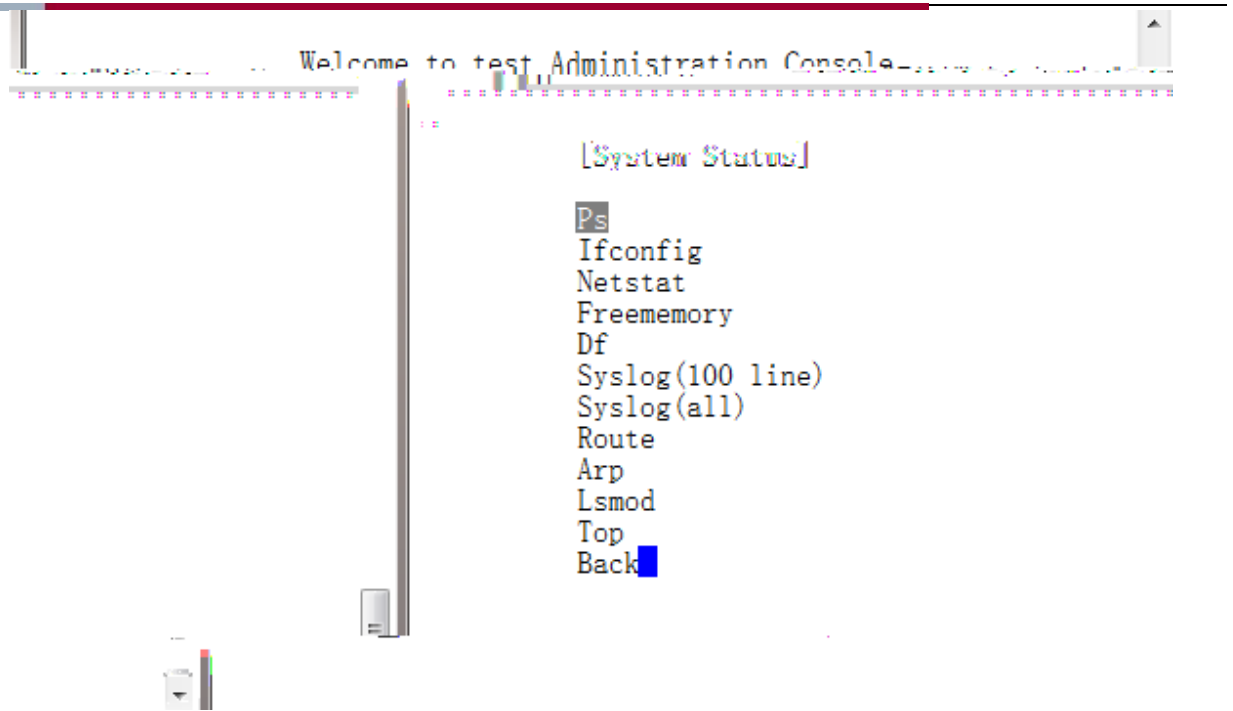 Welcome to test Administration Console
[System Status]
Ps
Ifconfig
Netstat
Freememory
Df
Syslog(100 line)
Syslog(all)
Route
Arp
Lsmod
Top
Back